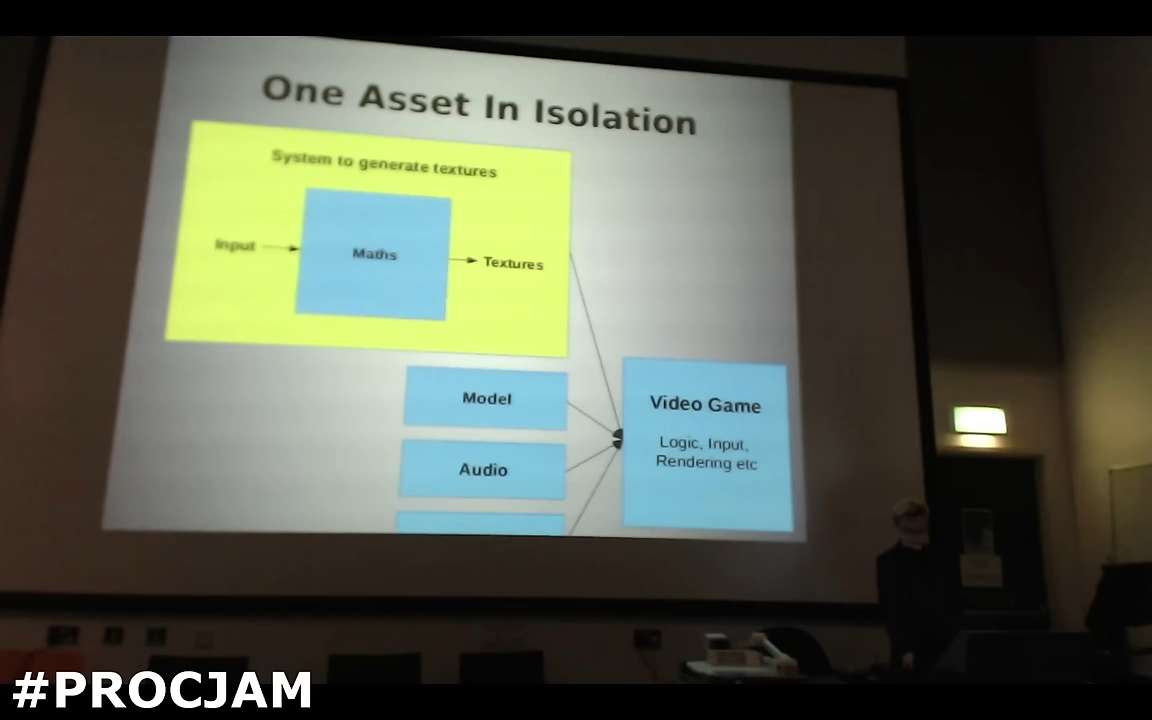 One Asset In Isolation
System to generate textures
Input
Maths
Textures
Model
Audio
Video Game
Logic, Input,
Rendering etc
#PROCJAM